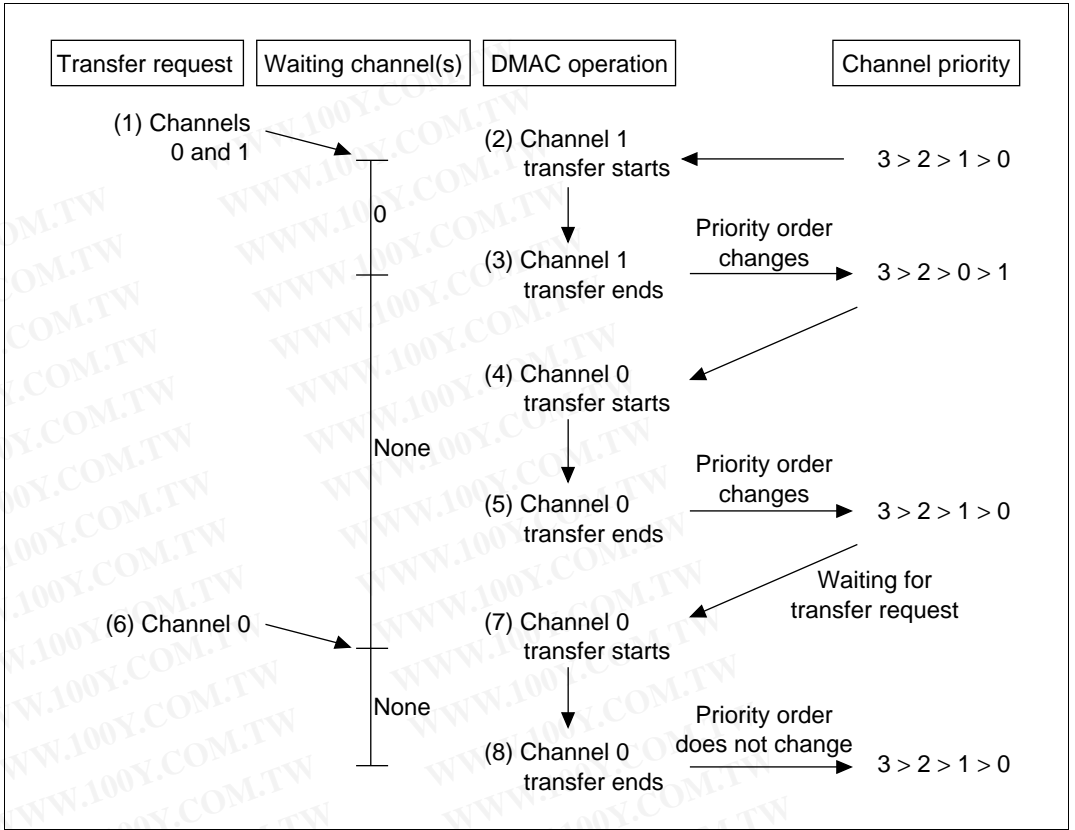 Transfer request
Waiting channel(s)
DMAC operation
Channel priority
(1) Channels
0 and 1
(2) Channel 1
transfer starts
3 > 2 > 1 > 0
0
(3) Channel 1
transfer ends
Priority order
changes
3 > 2 > 0 > 1
(4) Channel 0
transfer starts
None
(5) Channel 0
transfer ends
Priority order
changes
3 > 2 > 1 > 0
Waiting for
transfer request
(6) Channel 0
(7) Channel 0
transfer starts
None
(8) Channel 0
transfer ends
Priority order
does not change
3 > 2 > 1 > 0
WWW.100Y.COM.TW